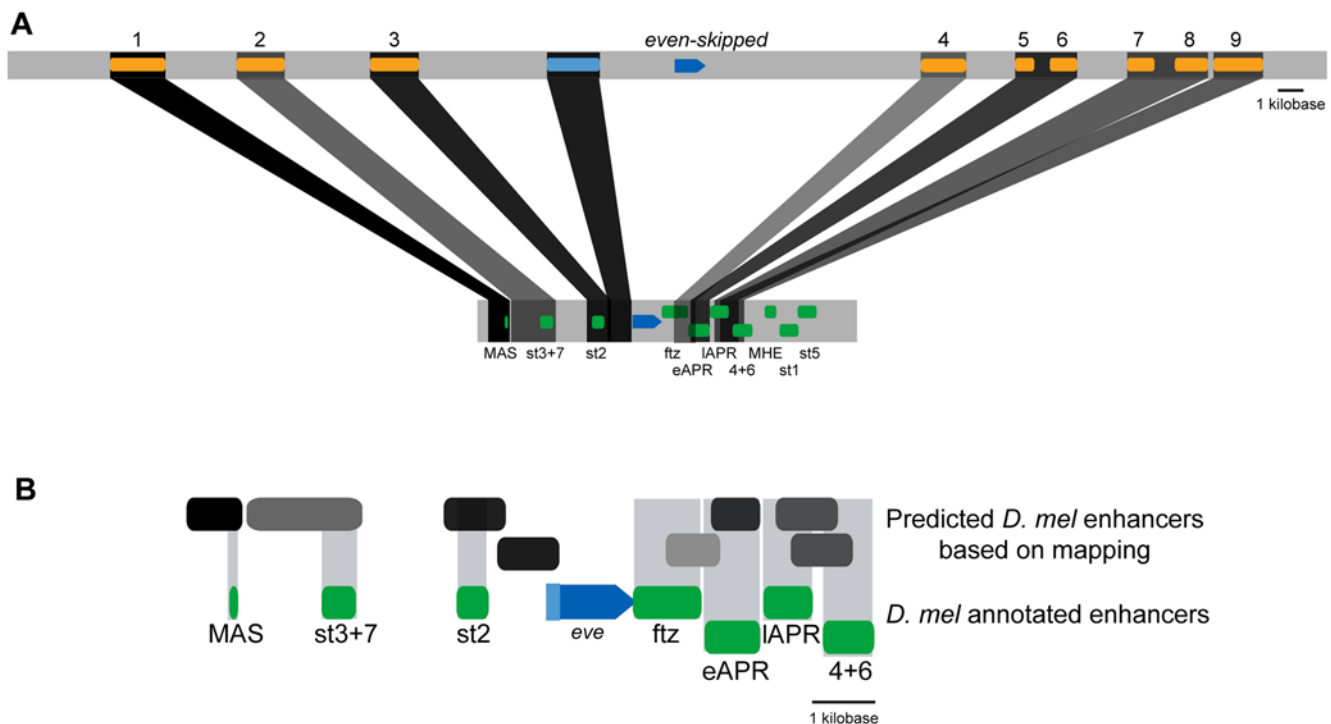 A
1 2 3 even-skipped 4 5 6 7 8 9
1 kilobase
MAS st3+7 st2 ftz lAPR MHE st5
eAPR 4+6 st1
B
Predicted D. mel enhancers
based on mapping
D. mel annotated enhancers
MAS st3+7 st2 eve ftz lAPR
eAPR 4+6
1 kilobase